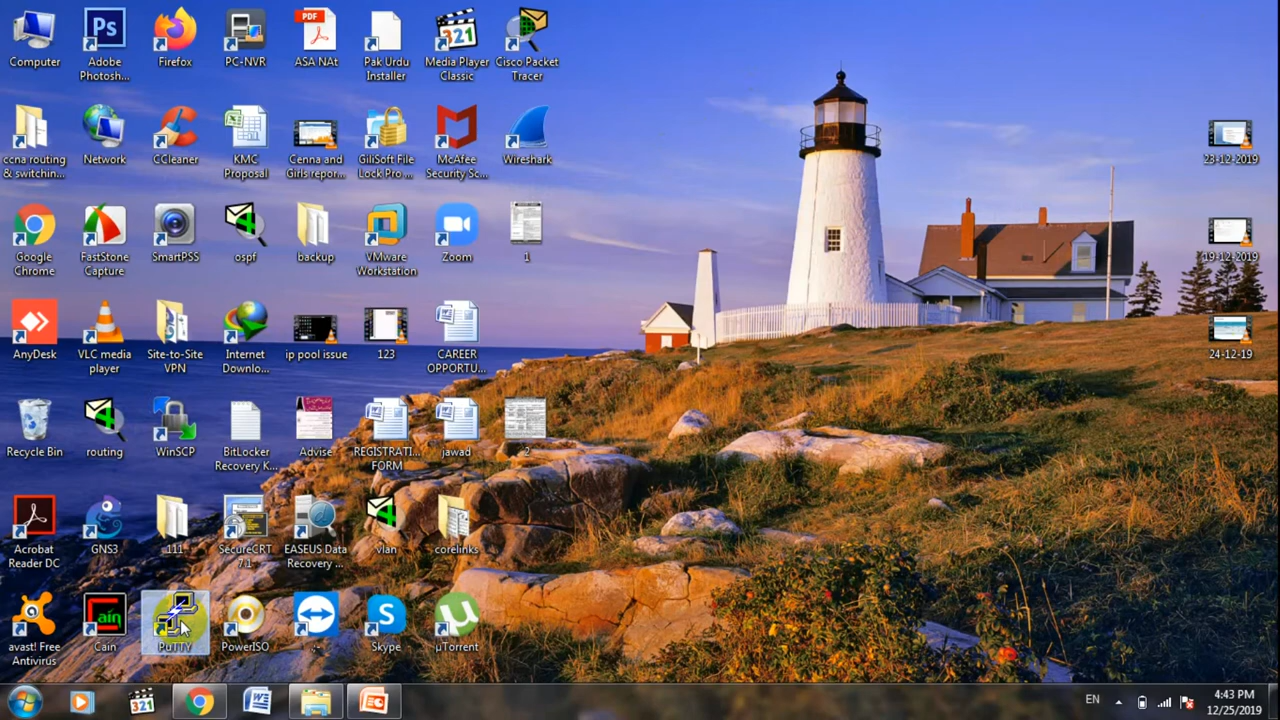 Computer
Adobe
Photosh...
Firefox
PC-NVR
PDF
ASA NAt
Pak Urdu
Installer
Media Player
Classic
Cisco Packet
Tracer
ccna routing
& switchin...
Network
CCleaner
KMC
Proposal
Cenna and
Girls repor...
GiliSoft File
Lock Pro ...
McAfee
Security Sc...
Wireshark
23-12-2019
Google
Chrome
FastStone
Capture
SmartPSS
ospf
backup
VMware
Workstation
Zoom
1
19-12-2019
AnyDesk
VLC media
player
Site-to-Site
VPN
Internet
Downlo...
ip pool issue
123
CAREER
OPPORTU...
24-12-19
Recycle Bin
routing
WinSCP
BitLocker
Recovery K...
Advise
REGISTRATI...
FORM
jawad
2
Acrobat
Reader DC
GNS3
111
SecureCRT
7.1
EASEUS Data
Recovery ...
vlan
corelinks
avast! Free
Antivirus
Cain
PuTTY
PowerISO
;-
Skype
µTorrent
EN
4:43 PM
12/25/2019